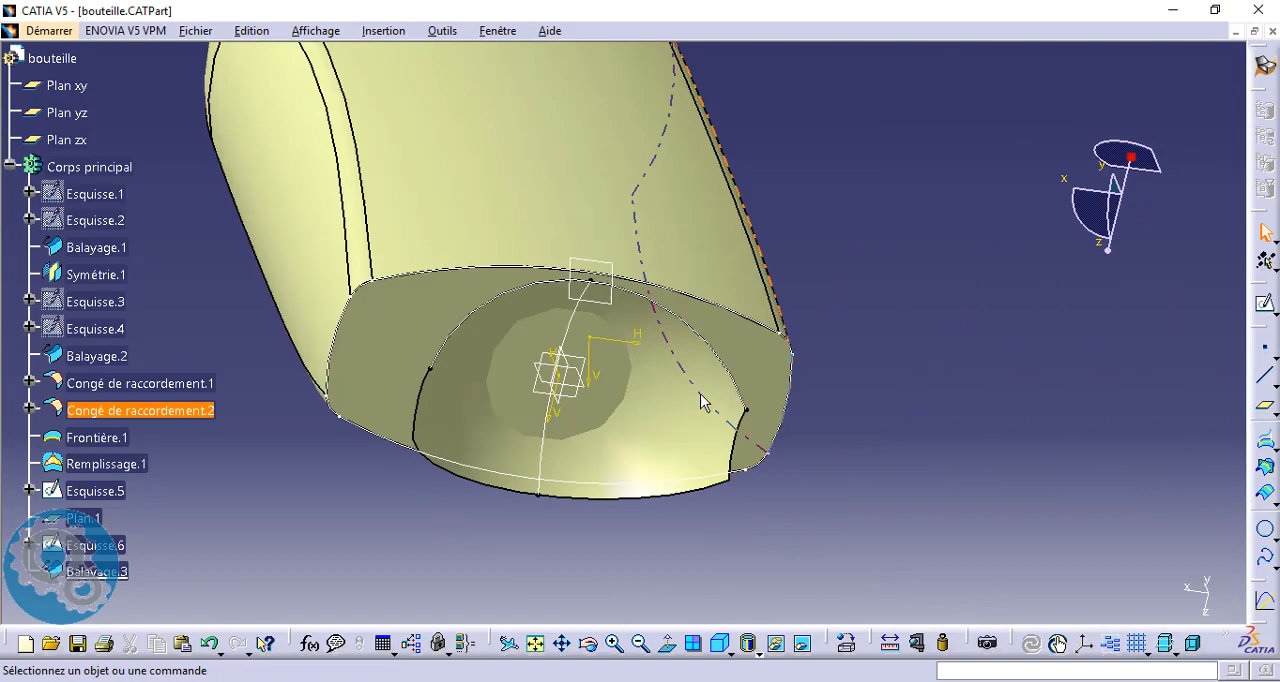 CATIA V5 - [bouteille.CATPart]
Démarrer ENOVIA V5 VPM Fichier Edition Affichage Insertion Outils Fenêtre Aide
bouteille
Plan xy
Plan yz
Plan zx
Corps principal
Esquisse.1
Esquisse.2
Balayage.1
Symétrie.1
Esquisse.3
Esquisse.4
Balayage.2
Congé de raccordement.1
Congé de raccordement.2
Frontière.1
Remplissage.1
Esquisse.5
Plan.1
Esquisse.6
Balayage.3
H
V
H
V
x
y
z
x
y
z
f(x)
CATIA
Sélectionnez un objet ou une commande